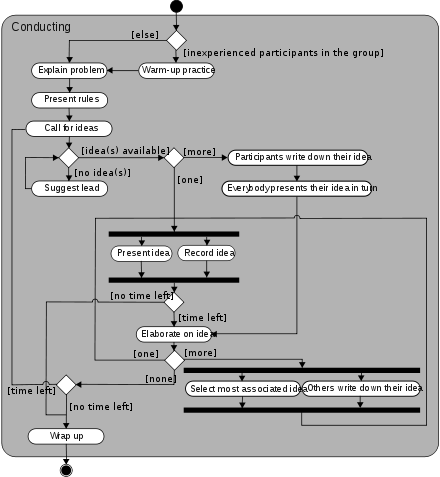 Conducting
[else]
[inexperienced participants in the group]
Explain problem
Warm-up practice
Present rules
Call for ideas
[idea(s) available]
[more]
Participants write down their idea
[no idea(s)]
[one]
Suggest lead
Everybody presents their idea in turn
Present idea
Record idea
[no time left]
[time left]
Elaborate on idea
[one]
[more]
[none]
[time left]
Select most associated idea
Others write down their idea
[no time left]
Wrap up